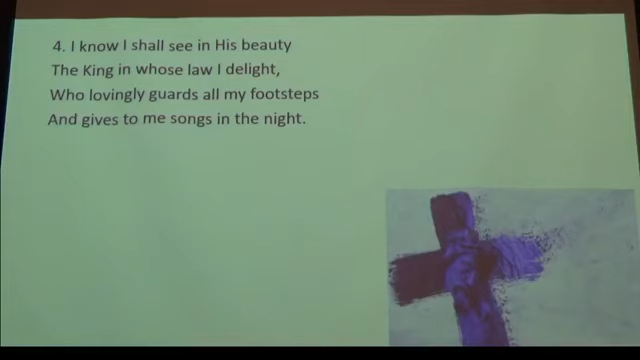 4. I know I shall see in His beauty
The King in whose law I delight,
Who lovingly guards all my footsteps
And gives to me songs in the night.